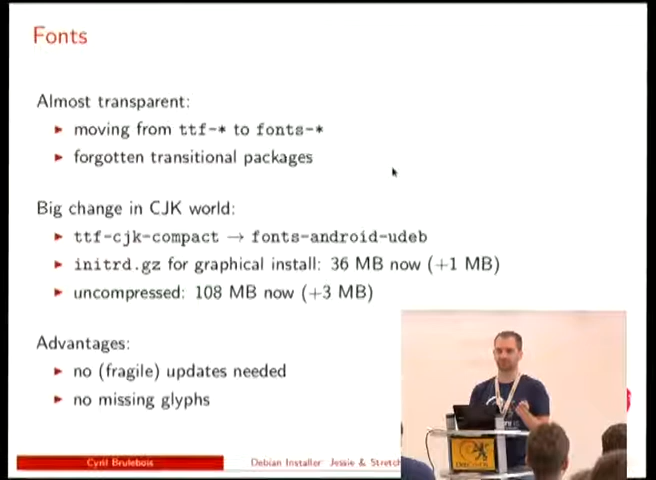 Fonts
Almost transparent:
► moving from ttf-* to fonts-*
► forgotten transitional packages
Big change in CJK world:
► ttf-cjk-compact → fonts-android-udeb
► initrd.gz for graphical install: 36 MB now (+1 MB)
► uncompressed: 108 MB now (+3 MB)
Advantages:
► no (fragile) updates needed
► no missing glyphs
Cyril Brulebois
Debian Installer: Jessie & Stretch